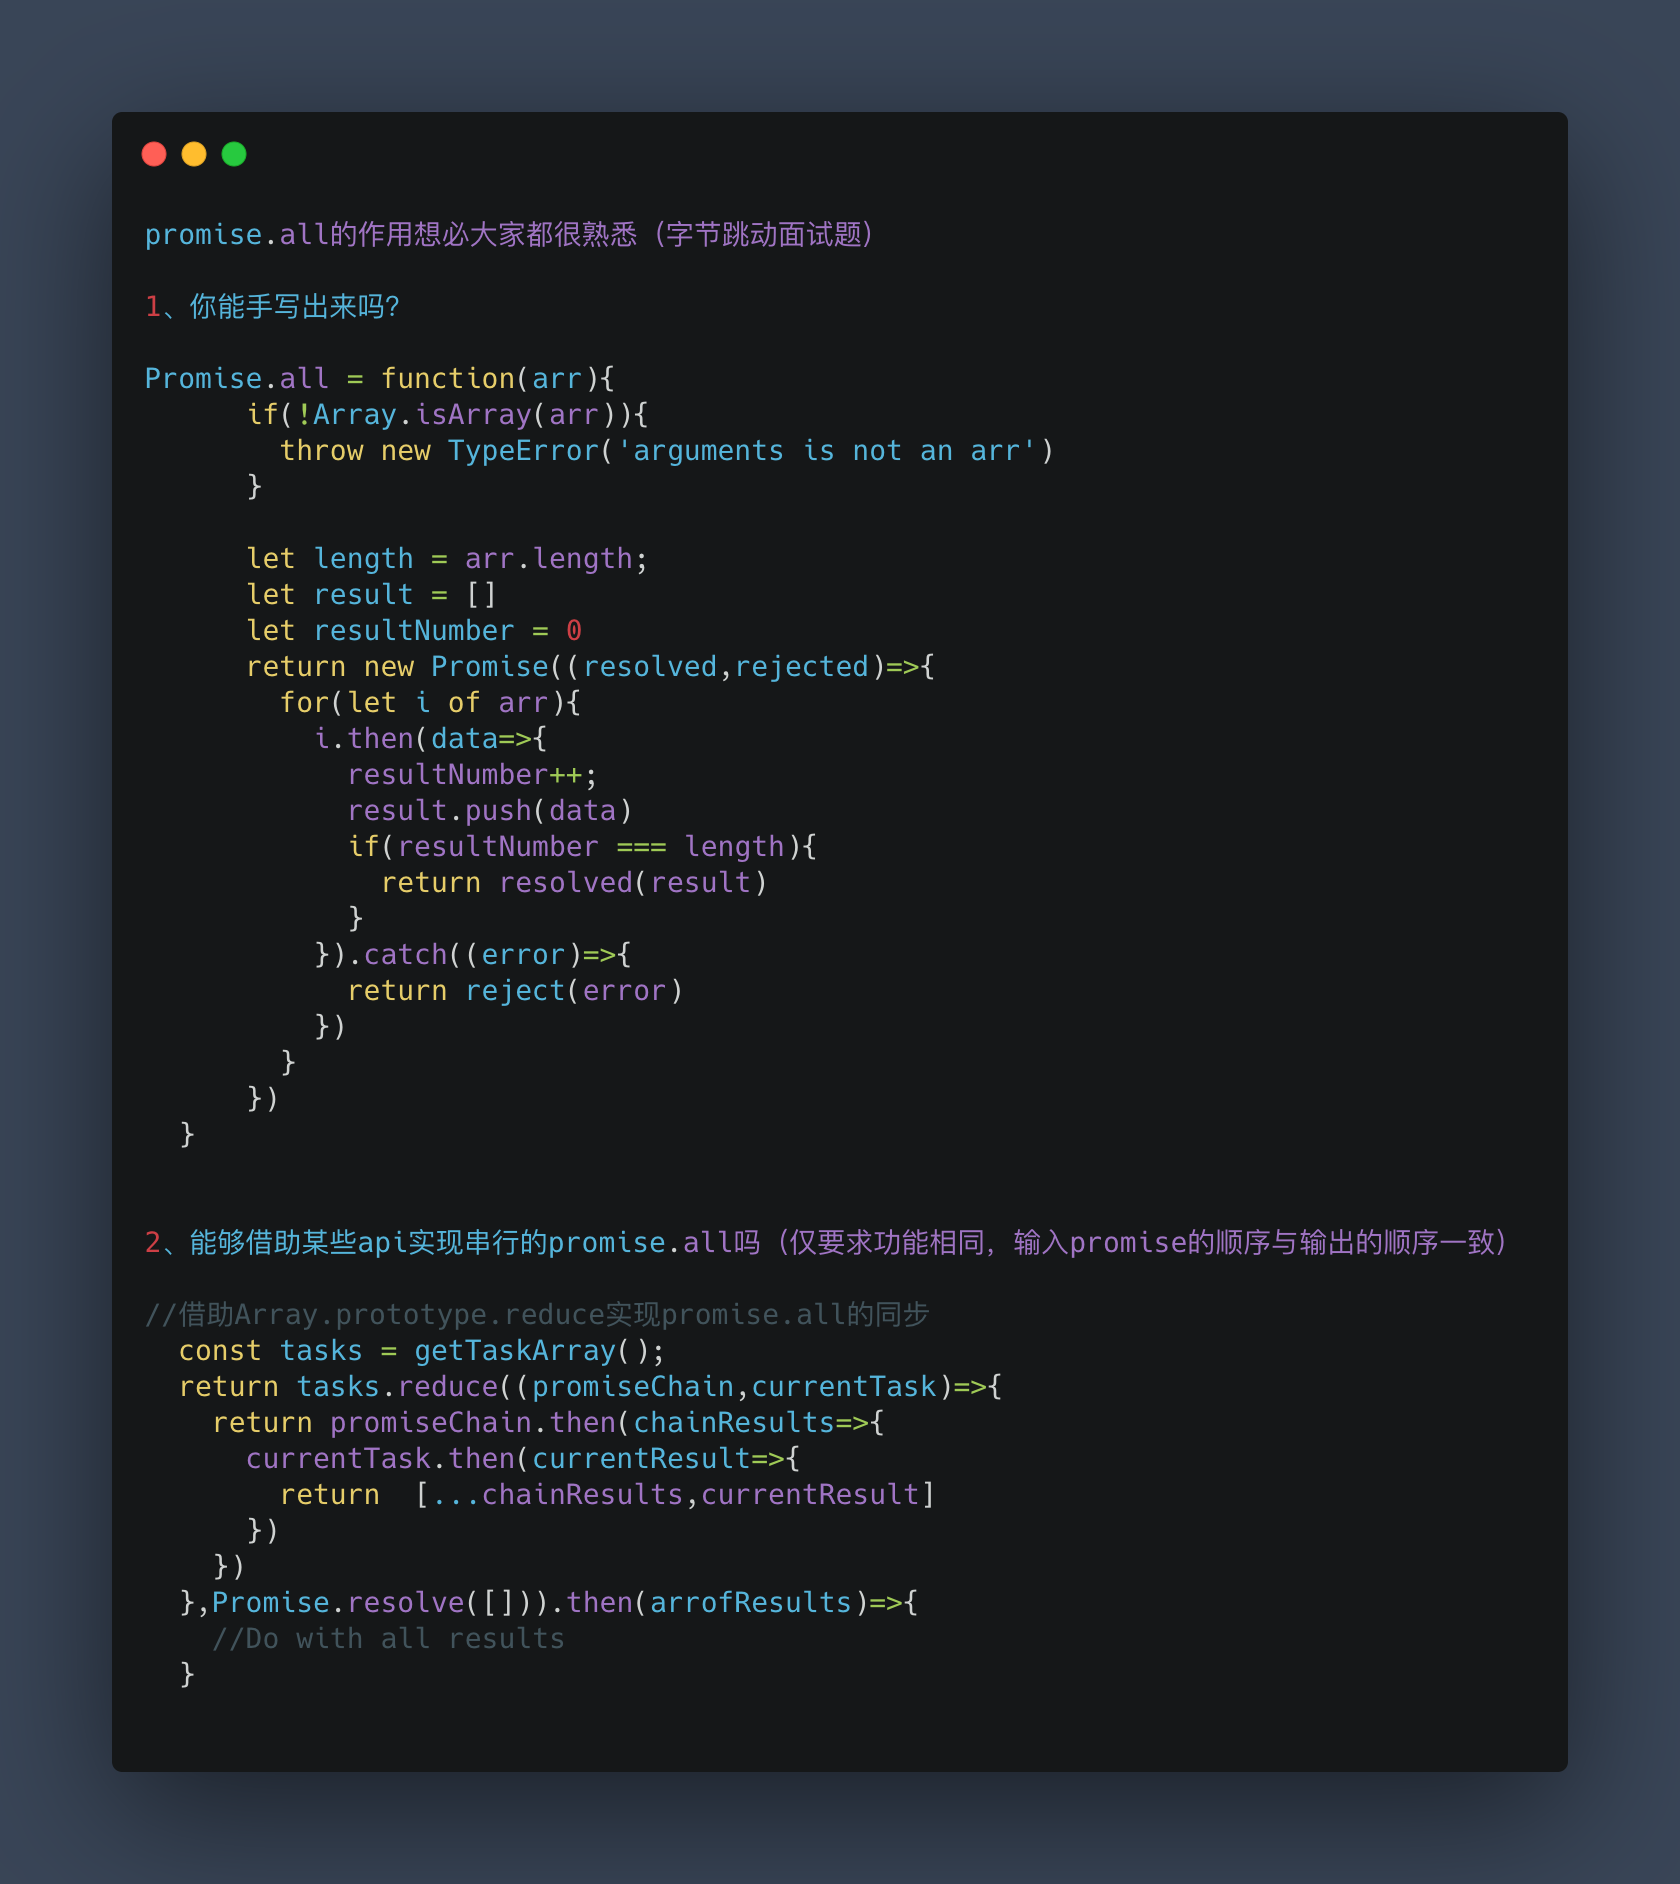 promise.all的作用想必大家都很熟悉（字节跳动面试题）
1、你能手写出来吗？
Promise.all = function(arr){
if(!Array.isArray(arr)){
throw new TypeError('arguments is not an arr')
}
let length = arr.length;
let result = []
let resultNumber = 0
return new Promise((resolved,rejected)=>{
for(let i of arr){
i.then(data=>{
resultNumber++;
result.push(data)
if(resultNumber === length){
return resolved(result)
}
}).catch((error)=>{
return reject(error)
})
}
})
}
2、能够借助某些api实现串行的promise.all吗（仅要求功能相同，输入promise的顺序与输出的顺序一致）
//借助Array.prototype.reduce实现promise.all的同步
const tasks = getTaskArray();
return tasks.reduce((promiseChain,currentTask)=>{
return promiseChain.then(chainResults=>{
currentTask.then(currentResult=>{
return  [...chainResults,currentResult]
})
})
},Promise.resolve([])).then(arrofResults)=>{
//Do with all results
}